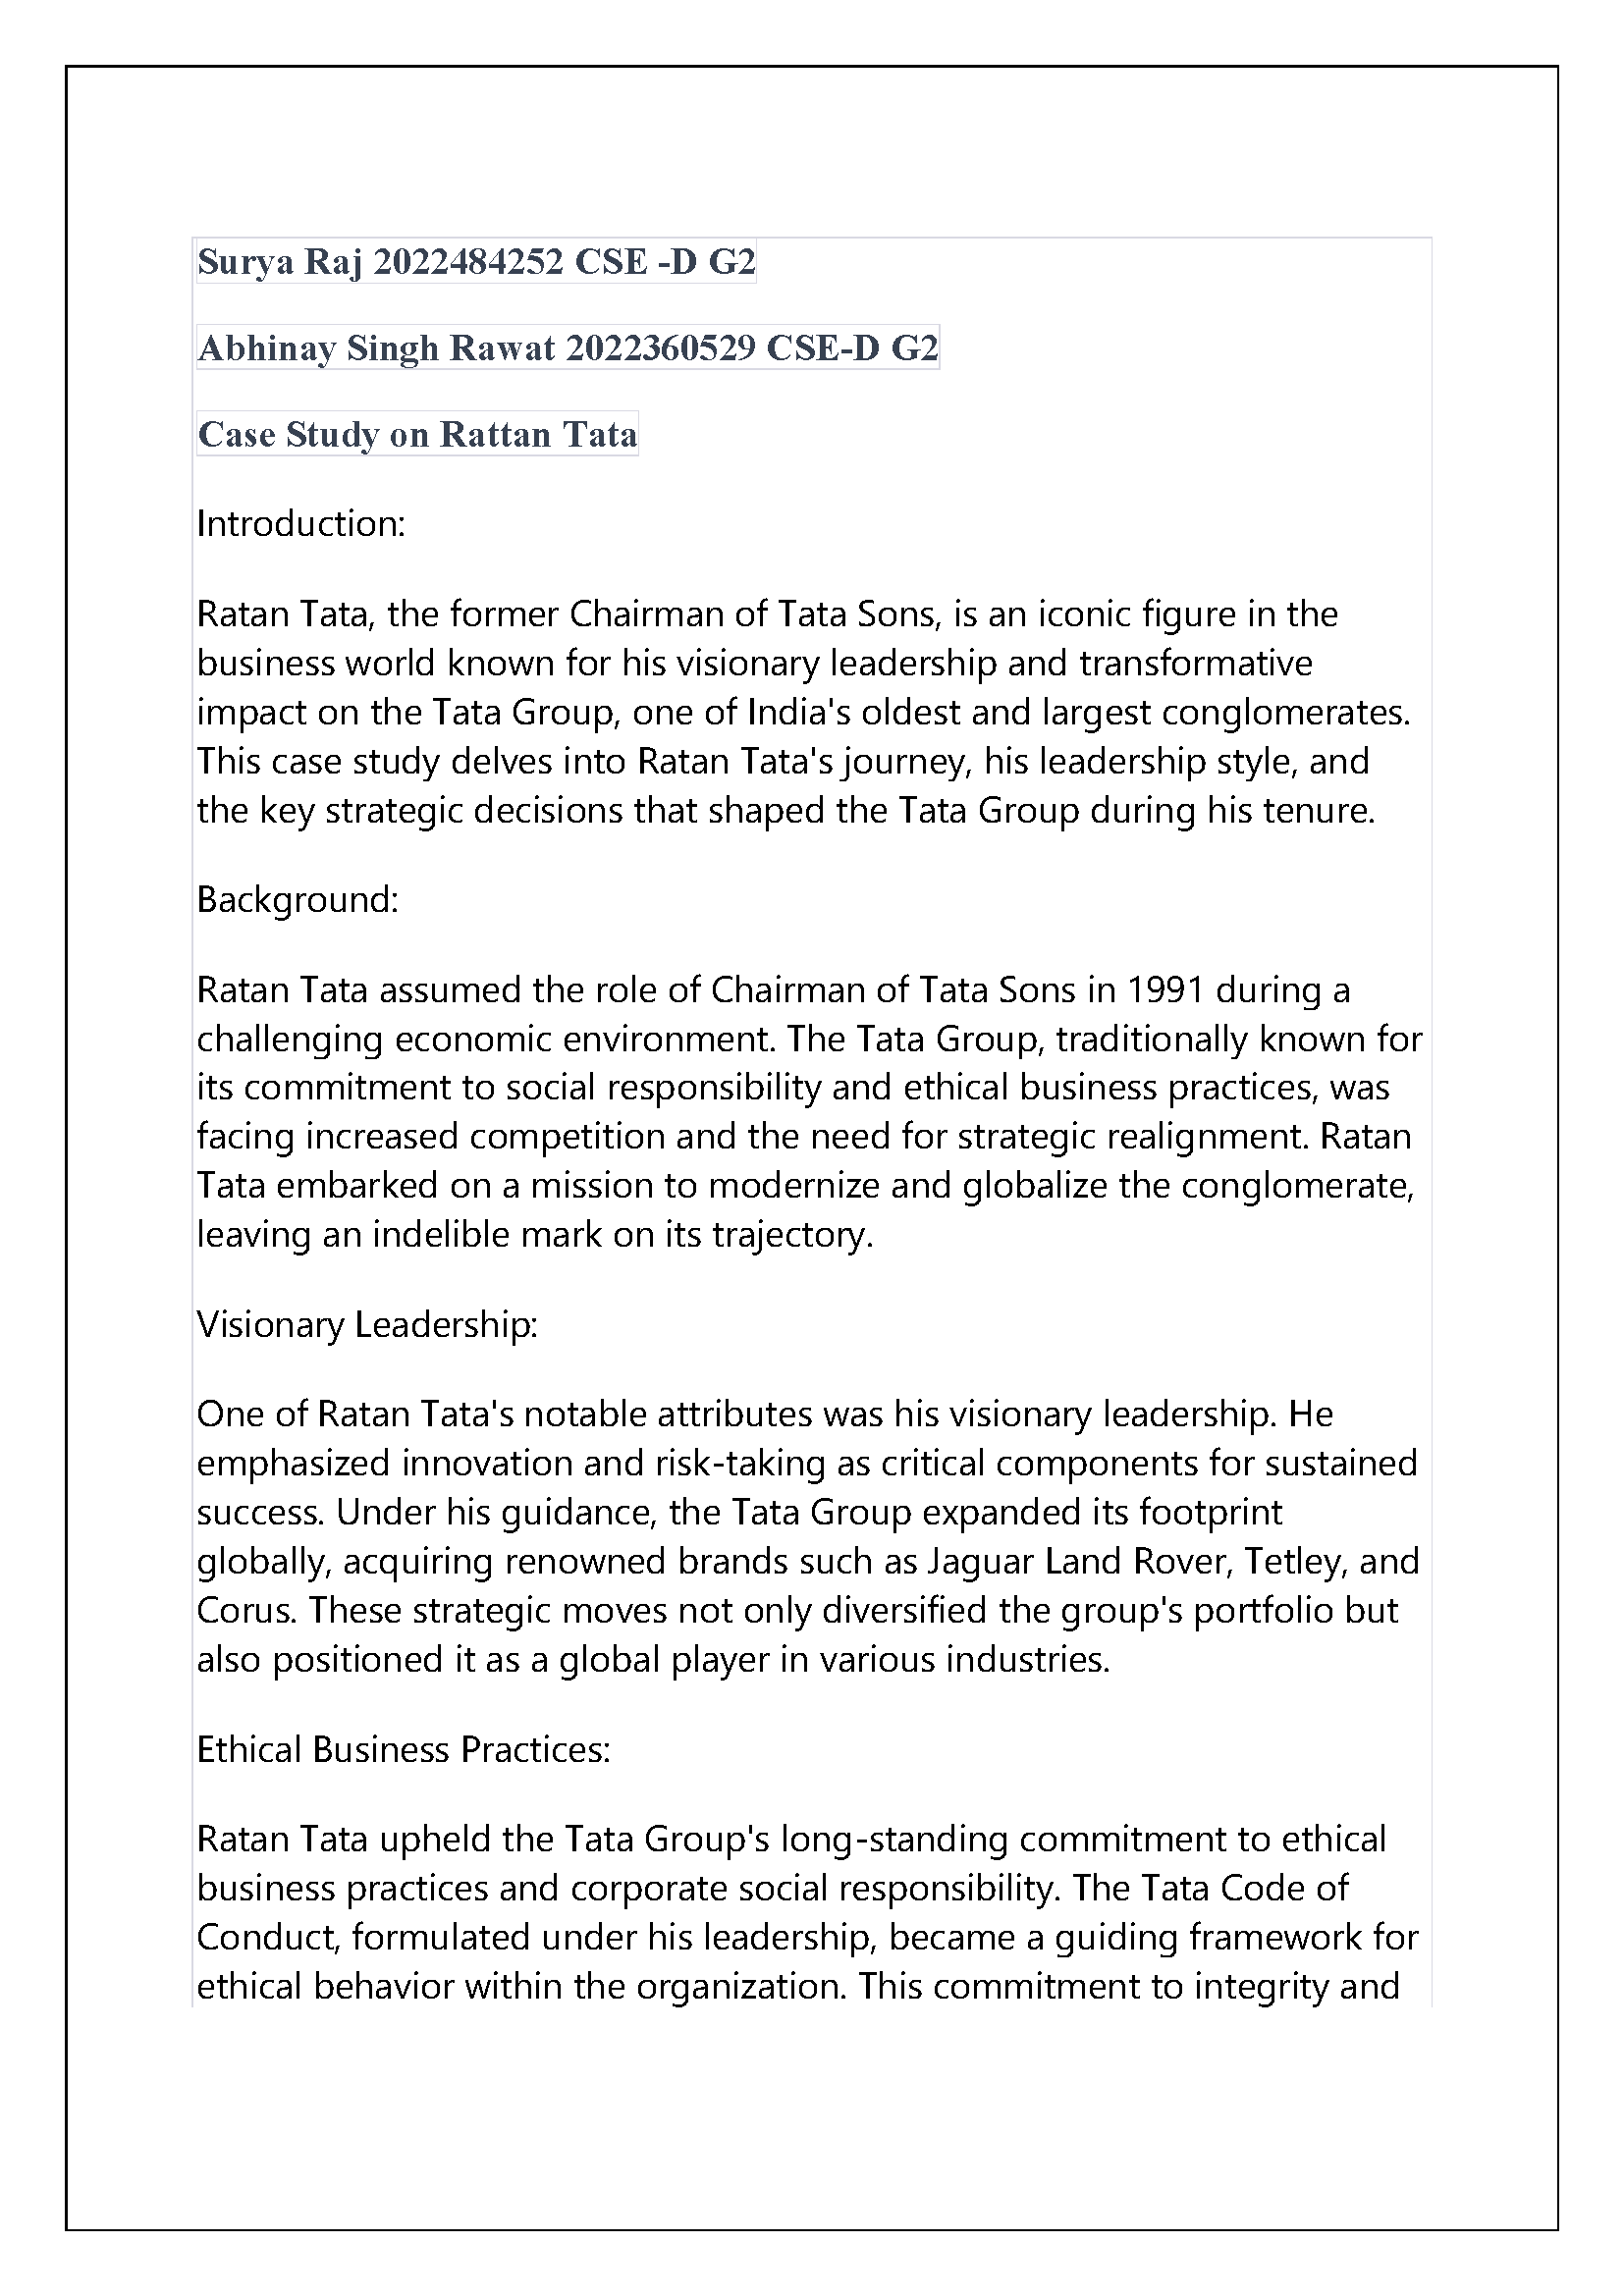 Surya Raj 2022484252 CSE -D G2
Abhinay Singh Rawat 2022360529 CSE-D G2
Case Study on Rattan Tata
Introduction:
Ratan Tata, the former Chairman of Tata Sons, is an iconic figure in the
business world known for his visionary leadership and transformative
impact on the Tata Group, one of India's oldest and largest conglomerates.
This case study delves into Ratan Tata's journey, his leadership style, and
the key strategic decisions that shaped the Tata Group during his tenure.
Background:
Ratan Tata assumed the role of Chairman of Tata Sons in 1991 during a
challenging economic environment. The Tata Group, traditionally known for
its commitment to social responsibility and ethical business practices, was
facing increased competition and the need for strategic realignment. Ratan
Tata embarked on a mission to modernize and globalize the conglomerate,
leaving an indelible mark on its trajectory.
Visionary Leadership:
One of Ratan Tata's notable attributes was his visionary leadership. He
emphasized innovation and risk-taking as critical components for sustained
success. Under his guidance, the Tata Group expanded its footprint
globally, acquiring renowned brands such as Jaguar Land Rover, Tetley, and
Corus. These strategic moves not only diversified the group's portfolio but
also positioned it as a global player in various industries.
Ethical Business Practices:
Ratan Tata upheld the Tata Group's long-standing commitment to ethical
business practices and corporate social responsibility. The Tata Code of
Conduct, formulated under his leadership, became a guiding framework for
ethical behavior within the organization. This commitment to integrity and